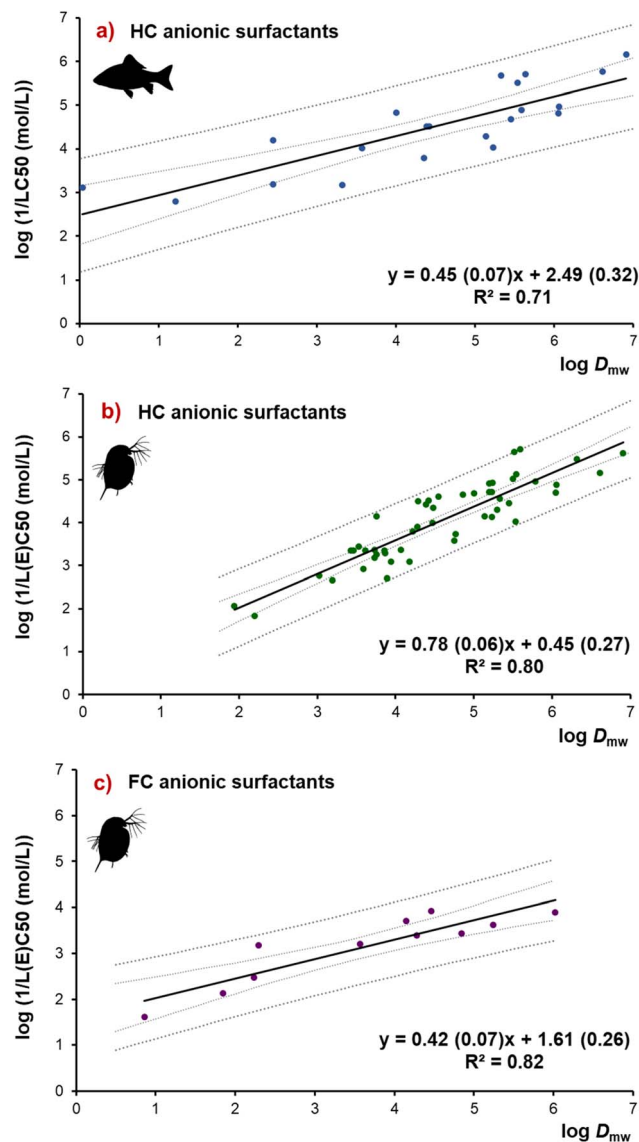 a) HC anionic surfactants
log (1/LC50 (mol/L))
7
6
5
4
3
2
1
0
y = 0.45 (0.07)x + 2.49 (0.32)
R² = 0.71
0 1 2 3 4 5 6 7
log Dmw
b) HC anionic surfactants
log (1/L(E)C50 (mol/L))
7
6
5
4
3
2
1
0
y = 0.78 (0.06)x + 0.45 (0.27)
R² = 0.80
0 1 2 3 4 5 6 7
log Dmw
c) FC anionic surfactants
log (1/L(E)C50 (mol/L))
7
6
5
4
3
2
1
0
y = 0.42 (0.07)x + 1.61 (0.26)
R² = 0.82
0 1 2 3 4 5 6 7
log Dmw